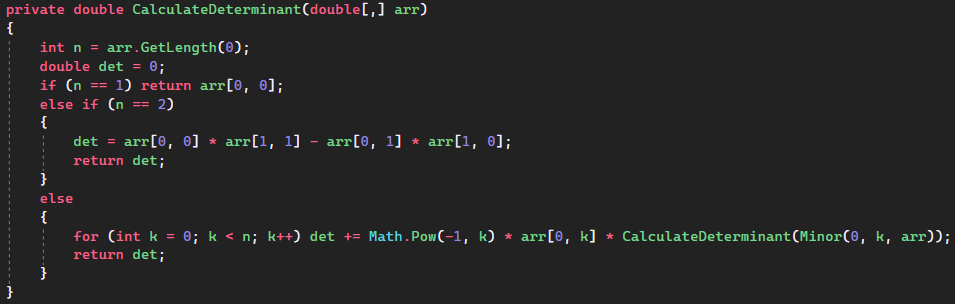 private double CalculateDeterminant(double[,] arr)
{
    int n = arr.GetLength(0);
    double det = 0;
    if (n == 1) return arr[0, 0];
    else if (n == 2)
    {
        det = arr[0, 0] * arr[1, 1] - arr[0, 1] * arr[1, 0];
        return det;
    }
    else
    {
        for (int k = 0; k < n; k++) det += Math.Pow(-1, k) * arr[0, k] * CalculateDeterminant(Minor(0, k, arr));
        return det;
    }
}